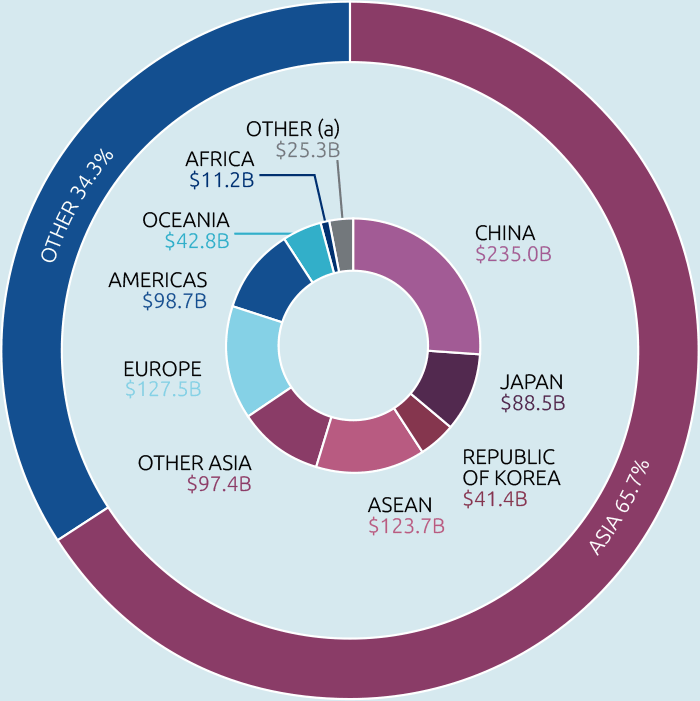 OTHER (a)
$25.3B
AFRICA
$11.2B
OCEANIA
$42.8B
AMERICAS
$98.7B
EUROPE
$127.5B
OTHER ASIA
$97.4B
CHINA
$235.0B
JAPAN
$88.5B
REPUBLIC
OF KOREA
$41.4B
ASEAN
$123.7B
OTHER 34.3%
ASIA 65.7%